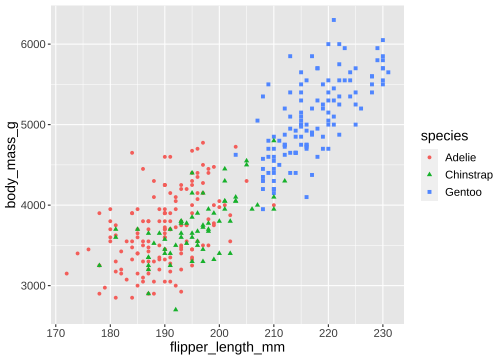 6000
5000
4000
3000
body_mass_g
170
180
190
200
210
220
230
flipper_length_mm
species
Adelie
Chinstrap
Gentoo